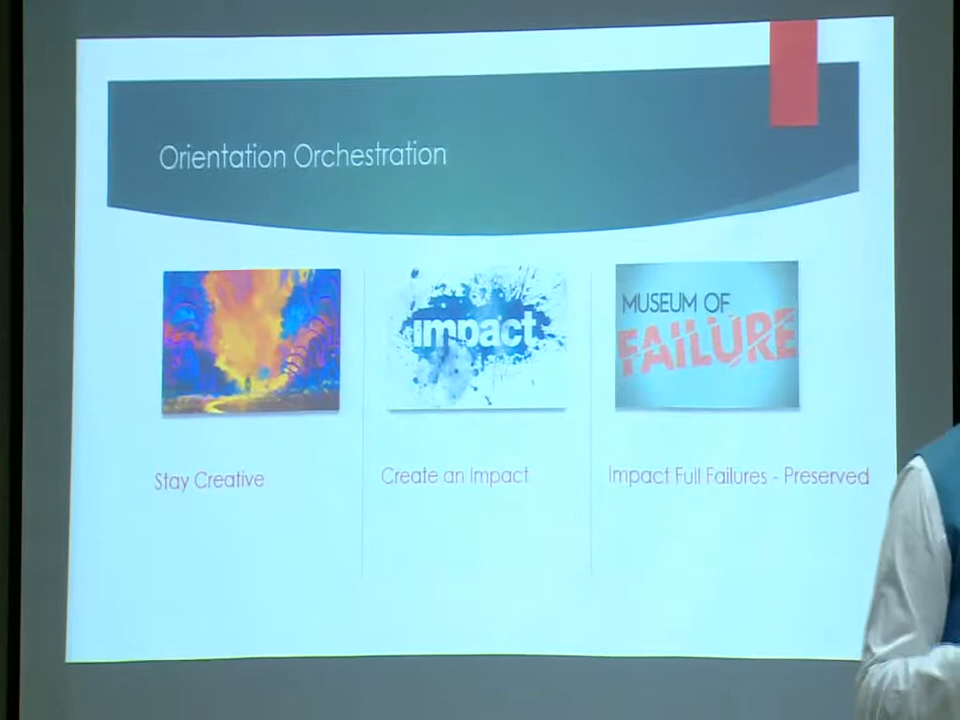 Orientation Orchestration
impact
MUSEUM OF
FAILURE
Stay Creative
Create an Impact
Impact Full Failures - Preserved